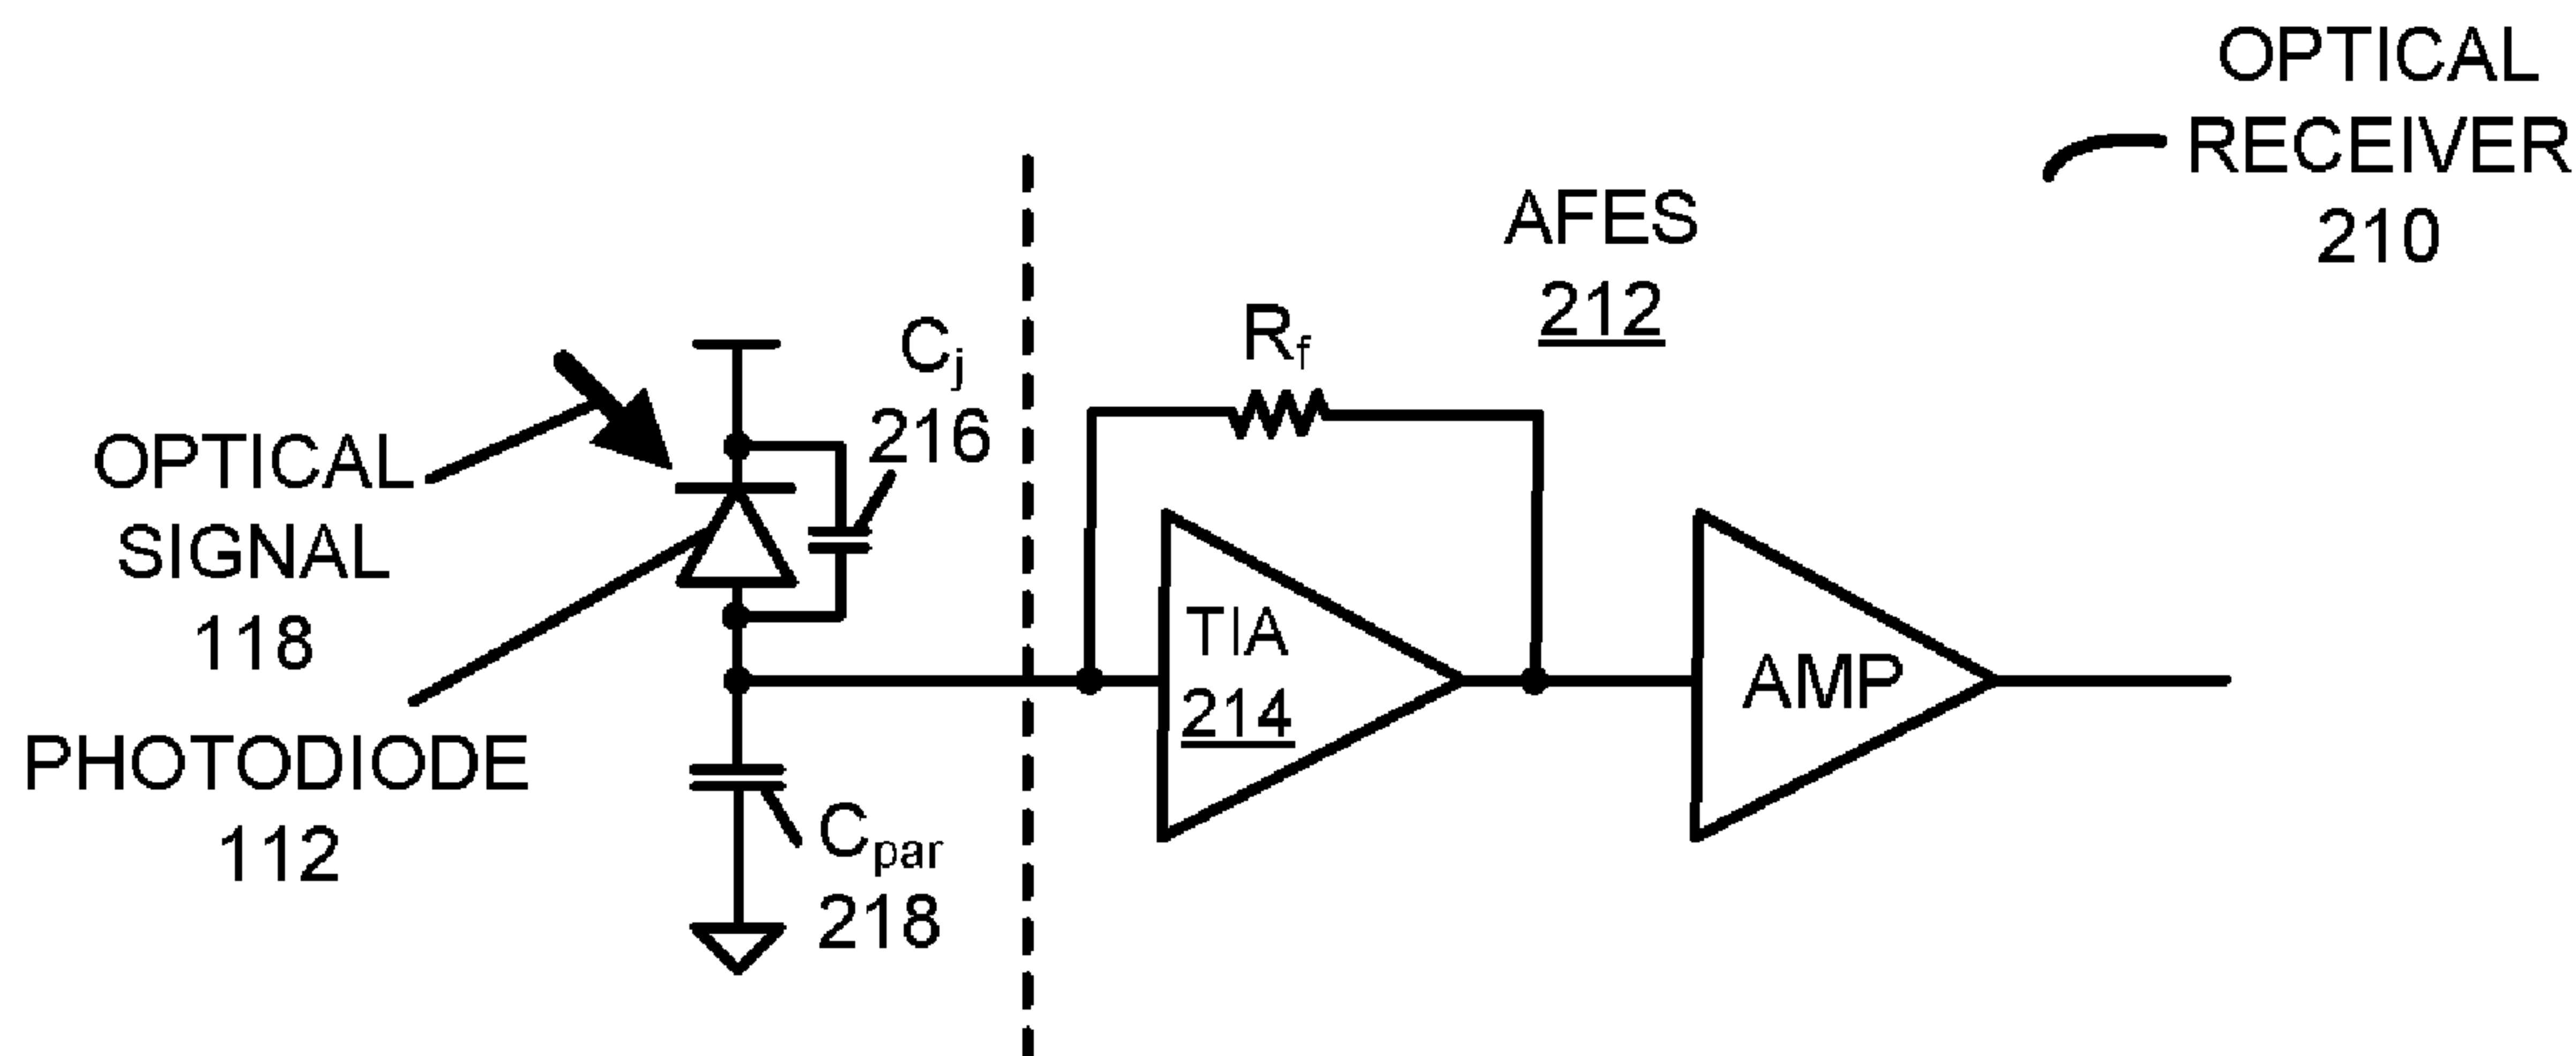 OPTICAL
RECEIVER
210
AFES
212
Rf
Cj
216
OPTICAL
SIGNAL
118
TIA
214
AMP
PHOTODIODE
112
Cpar
218